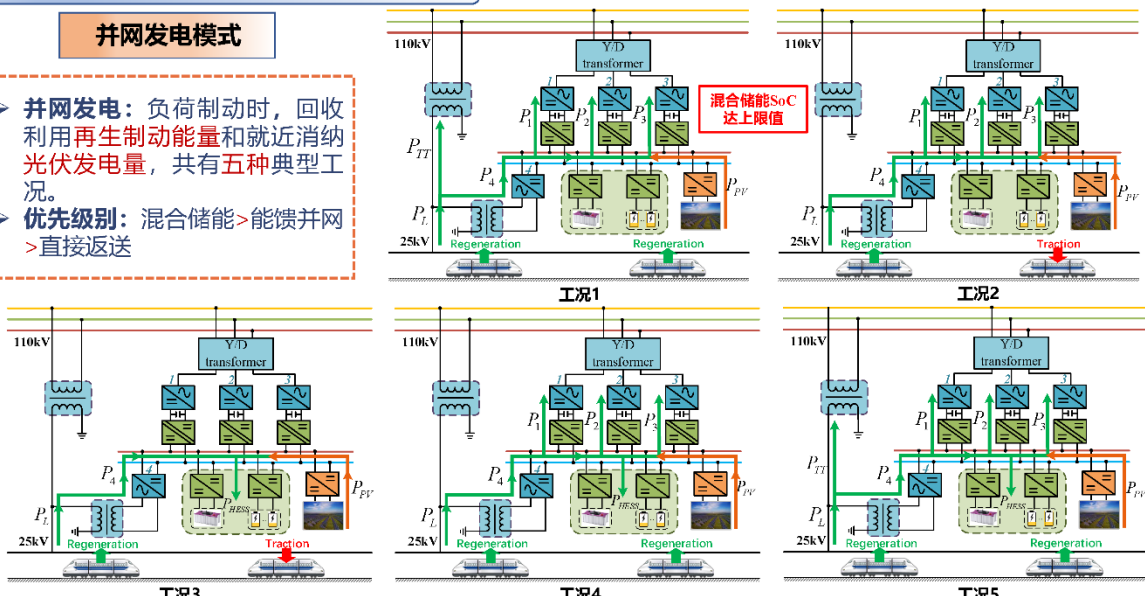 并网发电模式
➢ 并网发电：负荷制动时，回收
利用再生制动能量和就近消纳
光伏发电量，共有五种典型工
况。
➢ 优先级别：混合储能>能馈并网
>直接返送
110kV
Y/D
transformer
1
2
3
P1
P2
P3
混合储能SoC
达上限值
PTT
P4
4
PPV
PL
25kV
Regeneration
Regeneration
工况1
110kV
Y/D
transformer
1
2
3
P1
P2
P3
P4
4
PPV
PL
25kV
Regeneration
Traction
工况2
110kV
Y/D
transformer
1
2
3
P4
4
PHESS
PPV
PL
25kV
Regeneration
Traction
工况3
110kV
Y/D
transformer
1
2
3
P1
P2
P3
P4
4
PHESS
PPV
PL
25kV
Regeneration
Regeneration
工况4
110kV
Y/D
transformer
1
2
3
P1
P2
P3
PTT
P4
4
PHESS
PPV
PL
25kV
Regeneration
Regeneration
工况5